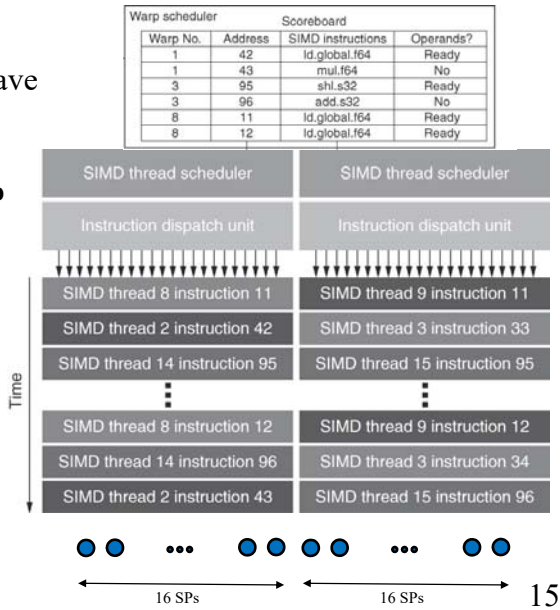 Warp scheduler Scoreboard
Warp No. Address SIMD instructions Operands?
1 42 ld.global.f64 Ready
1 43 mul.f64 No
3 95 shl.s32 Ready
3 96 add.s32 No
8 11 ld.global.f64 Ready
8 12 ld.global.f64 Ready
ave
SIMD thread scheduler SIMD thread scheduler
Instruction dispatch unit Instruction dispatch unit
Time
SIMD thread 8 instruction 11 SIMD thread 9 instruction 11
SIMD thread 2 instruction 42 SIMD thread 3 instruction 33
SIMD thread 14 instruction 95 SIMD thread 15 instruction 95
SIMD thread 8 instruction 12 SIMD thread 9 instruction 12
SIMD thread 14 instruction 96 SIMD thread 3 instruction 34
SIMD thread 2 instruction 43 SIMD thread 15 instruction 96
16 SPs 16 SPs
15